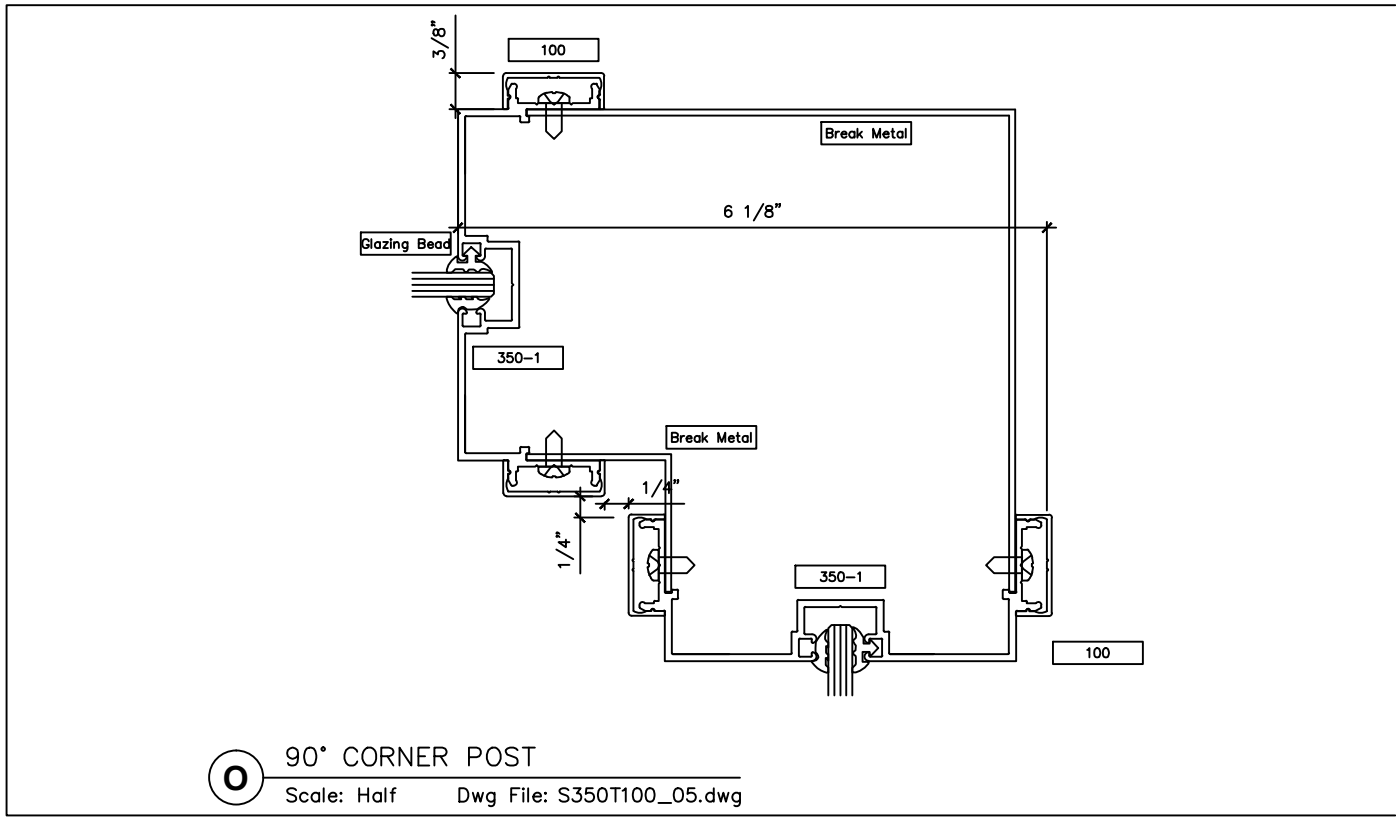 3/8”
100
Break Metal
6 1/8”
Glazing Bead
350-1
Break Metal
1/4”
1/4”
350-1
100
O
90° CORNER POST
Scale: Half Dwg File: S350T100_05.dwg